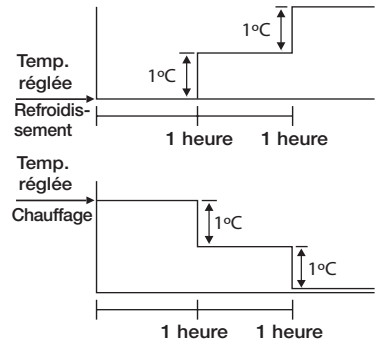 1ºC
Temp.
1ºC
réglée
Refroidis-
sement
1 heure 1 heure
Temp.
réglée
Chauffage
1ºC
1ºC
1 heure 1 heure